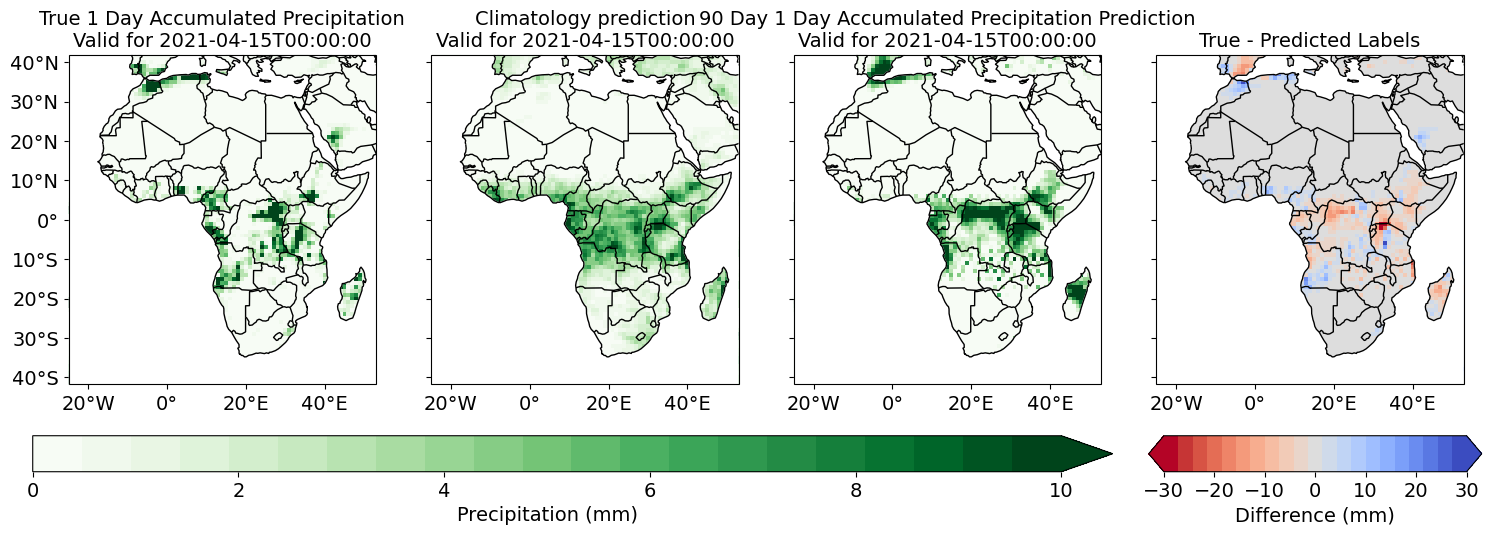 True 1 Day Accumulated Precipitation
Valid for 2021-04-15T00:00:00
Climatology prediction
Valid for 2021-04-15T00:00:00
90 Day 1 Day Accumulated Precipitation Prediction
Valid for 2021-04-15T00:00:00
True - Predicted Labels
40°N
30°N
20°N
10°N
0°
10°S
20°S
30°S
40°S
20°W 0° 20°E 40°E
20°W 0° 20°E 40°E
20°W 0° 20°E 40°E
20°W 0° 20°E 40°E
0 2 4 6 8 10
Precipitation (mm)
−30 −20 −10 0 10 20 30
Difference (mm)